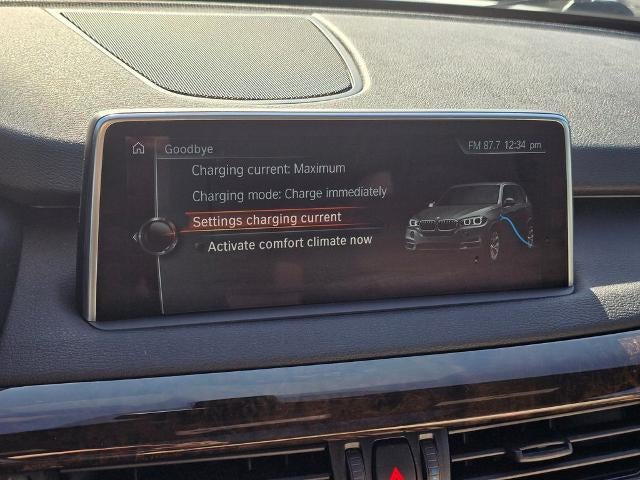 Goodbye
FM 87.7 12:34 pm
Charging current: Maximum
Charging mode: Charge immediately
Settings charging current
Activate comfort climate now